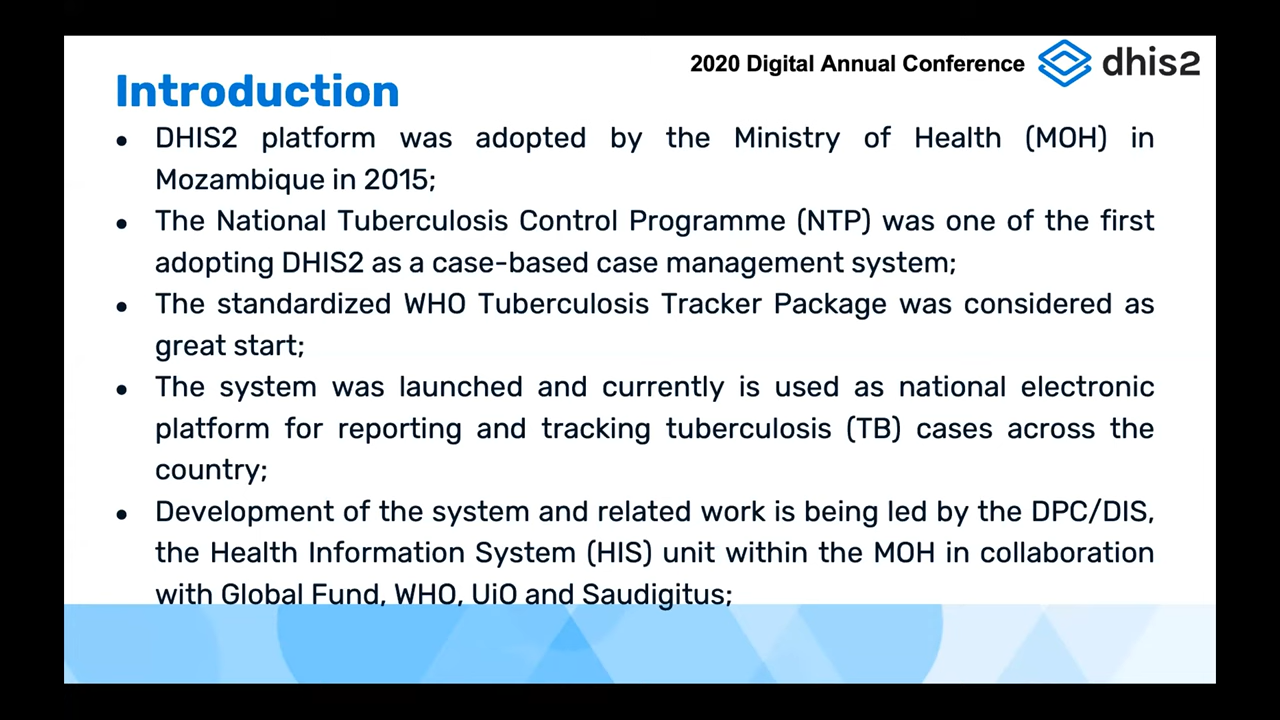 2020 Digital Annual Conference dhis2
Introduction
• DHIS2 platform was adopted by the Ministry of Health (MOH) in
Mozambique in 2015;
• The National Tuberculosis Control Programme (NTP) was one of the first
adopting DHIS2 as a case-based case management system;
• The standardized WHO Tuberculosis Tracker Package was considered as
great start;
• The system was launched and currently is used as national electronic
platform for reporting and tracking tuberculosis (TB) cases across the
country;
• Development of the system and related work is being led by the DPC/DIS,
the Health Information System (HIS) unit within the MOH in collaboration
with Global Fund, WHO, UiO and Saudigitus;